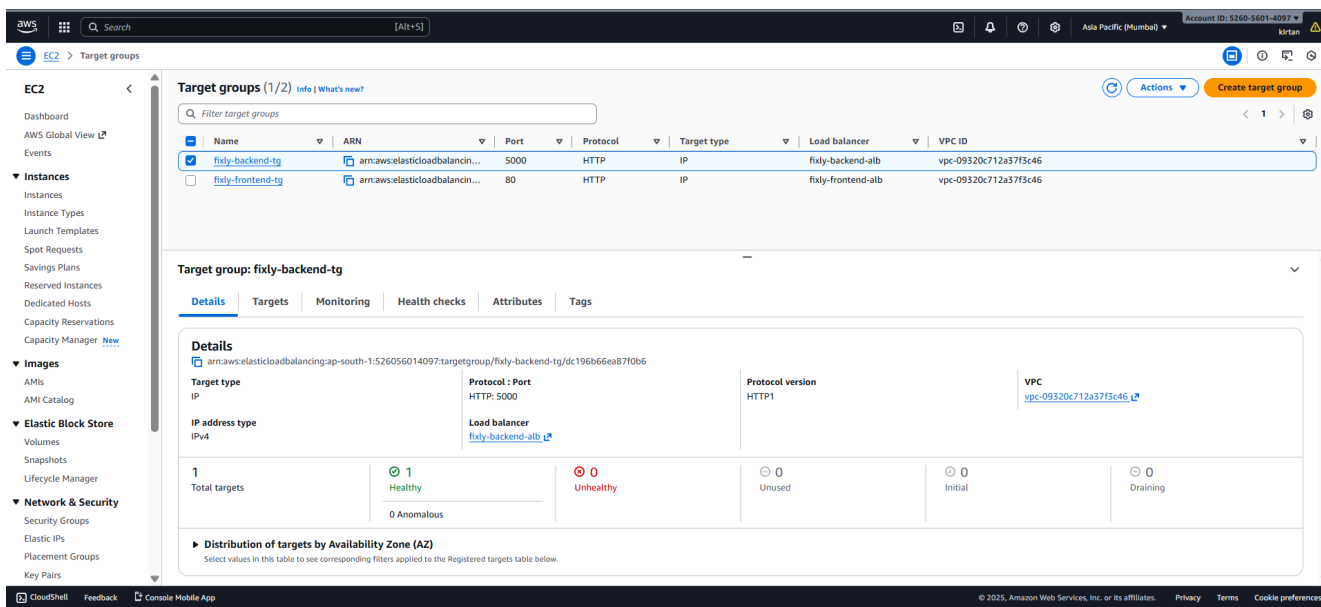 aws
Search
[Alt+S]
Asia Pacific (Mumbai) ▼
Account ID: 5260-5601-4097 ▼
kirtan
EC2 > Target groups
EC2
Dashboard
AWS Global View
Events
▼ Instances
Instances
Instance Types
Launch Templates
Spot Requests
Savings Plans
Reserved Instances
Dedicated Hosts
Capacity Reservations
Capacity Manager New
▼ Images
AMIs
AMI Catalog
▼ Elastic Block Store
Volumes
Snapshots
Lifecycle Manager
▼ Network & Security
Security Groups
Elastic IPs
Placement Groups
Key Pairs
Target groups (1/2) Info | What's new?
Actions ▼
Create target group
Filter target groups
< 1 >
Name ARN Port Protocol Target type Load balancer VPC ID
fixly-backend-tg arn:aws:elasticloadbalancin... 5000 HTTP IP fixly-backend-alb vpc-09320c712a37f3c46
fixly-frontend-tg arn:aws:elasticloadbalancin... 80 HTTP IP fixly-frontend-alb vpc-09320c712a37f3c46
Target group: fixly-backend-tg
Details Targets Monitoring Health checks Attributes Tags
Details
arn:aws:elasticloadbalancing:ap-south-1:526056014097:targetgroup/fixly-backend-tg/dc196b66ea87f0b6
Target type Protocol : Port Protocol version VPC
IP HTTP: 5000 HTTP1 vpc-09320c712a37f3c46
IP address type Load balancer
IPv4 fixly-backend-alb
1 1 0 0 0 0
Total targets Healthy Unhealthy Unused Initial Draining
0 Anomalous
Distribution of targets by Availability Zone (AZ)
Select values in this table to see corresponding filters applied to the Registered targets table below.
CloudShell Feedback Console Mobile App © 2025, Amazon Web Services, Inc. or its affiliates. Privacy Terms Cookie preferences